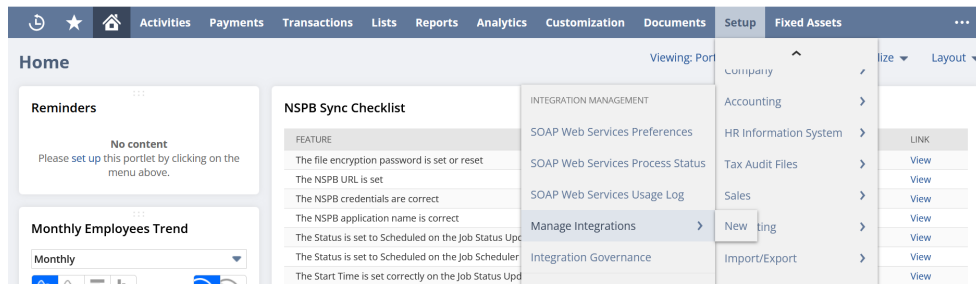 Activities Payments Transactions Lists Reports Analytics Customization Documents Setup Fixed Assets
Home
Viewing: Port
lize
Layout
Reminders
No content
Please set up this portlet by clicking on the
menu above.
Monthly Employees Trend
Monthly
NSPB Sync Checklist
FEATURE
LINK
The file encryption password is set or reset
View
The NSPB URL is set
View
The NSPB credentials are correct
View
The NSPB application name is correct
View
The Status is set to Scheduled on the Job Status Upd
View
The Status is set to Scheduled on the Job Scheduler
View
The Start Time is set correctly on the Job Status Upd
View
INTEGRATION MANAGEMENT
SOAP Web Services Preferences
SOAP Web Services Process Status
SOAP Web Services Usage Log
Manage Integrations
Integration Governance
Company
Accounting
HR Information System
Tax Audit Files
Sales
New
ting
Import/Export